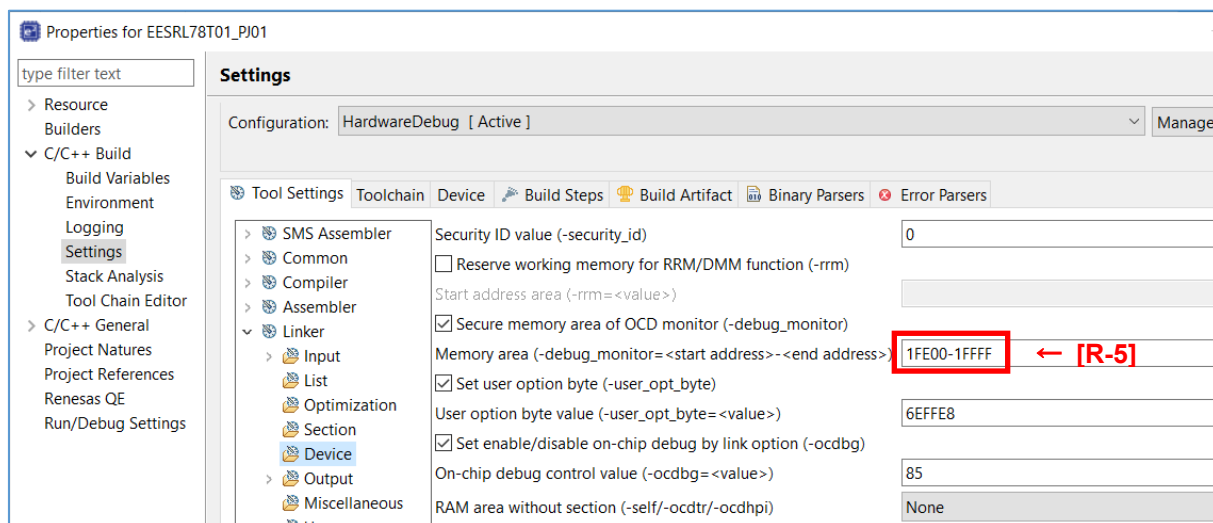 Properties for EESRL78T01_PJ01
type filter text
Resource
Builders
C/C++ Build
Build Variables
Environment
Logging
Settings
Stack Analysis
Tool Chain Editor
C/C++ General
Project Natures
Project References
Renesas QE
Run/Debug Settings
Settings
Configuration: HardwareDebug [ Active ] Manage
Tool Settings Toolchain Device Build Steps Build Artifact Binary Parsers Error Parsers
SMS Assembler
Common
Compiler
Assembler
Linker
Input
List
Optimization
Section
Device
Output
Miscellaneous
Security ID value (-security_id) 0
Reserve working memory for RRM/DMM function (-rrm)
Start address area (-rrm=<value>)
Secure memory area of OCD monitor (-debug_monitor)
Memory area (-debug_monitor=<start address>-<end address>) 1FE00-1FFFF ← [R-5]
Set user option byte (-user_opt_byte)
User option byte value (-user_opt_byte=<value>) 6EFFE8
Set enable/disable on-chip debug by link option (-ocdbg)
On-chip debug control value (-ocdbg=<value>) 85
RAM area without section (-self/-ocdtr/-ocdhpi) None